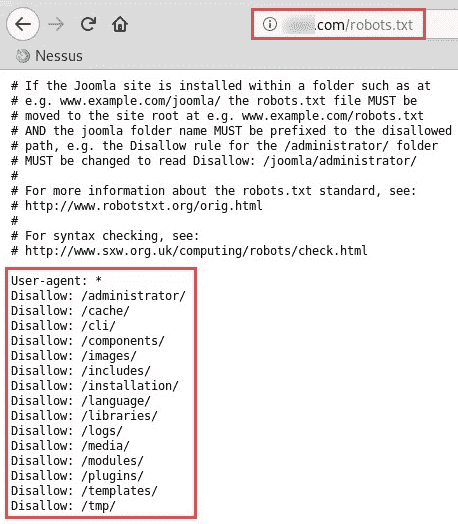 .com/robots.txt
Nessus
# If the Joomla site is installed within a folder such as at
# e.g. www.example.com/joomla/ the robots.txt file MUST be
# moved to the site root at e.g. www.example.com/robots.txt
# AND the joomla folder name MUST be prefixed to the disallowed
# path, e.g. the Disallow rule for the /administrator/ folder
# MUST be changed to read Disallow: /joomla/administrator/
#
# For more information about the robots.txt standard, see:
# http://www.robotstxt.org/orig.html
#
# For syntax checking, see:
# http://www.sxw.org.uk/computing/robots/check.html
User-agent: *
Disallow: /administrator/
Disallow: /cache/
Disallow: /cli/
Disallow: /components/
Disallow: /images/
Disallow: /includes/
Disallow: /installation/
Disallow: /language/
Disallow: /libraries/
Disallow: /logs/
Disallow: /media/
Disallow: /modules/
Disallow: /plugins/
Disallow: /templates/
Disallow: /tmp/